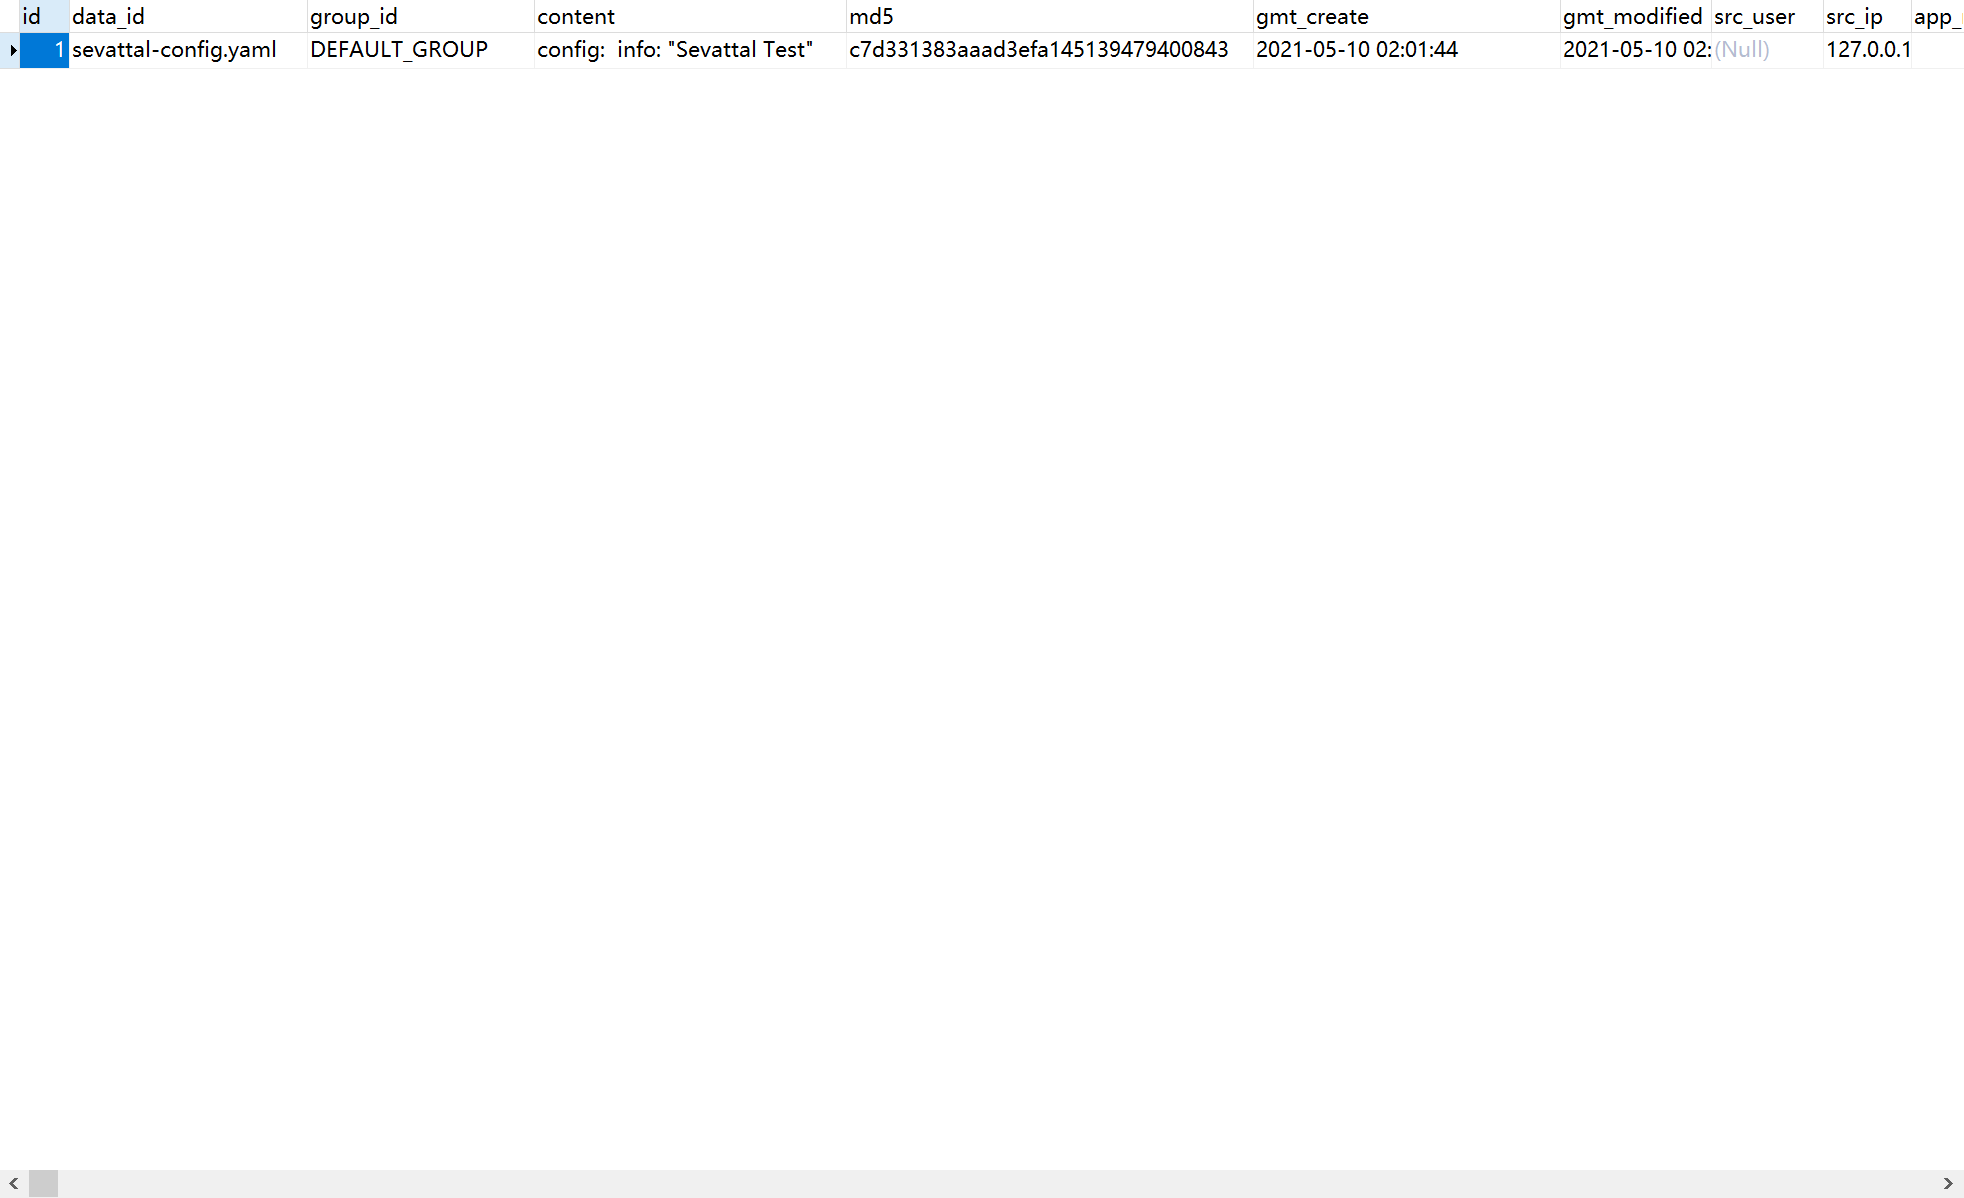 id data_id group_id content md5 gmt_create gmt_modified src_user src_ip app_
1 sevattal-config.yaml DEFAULT_GROUP config:  info: "Sevattal Test" c7d331383aaad3efa145139479400843 2021-05-10 02:01:44 2021-05-10 02: (Null) 127.0.0.1